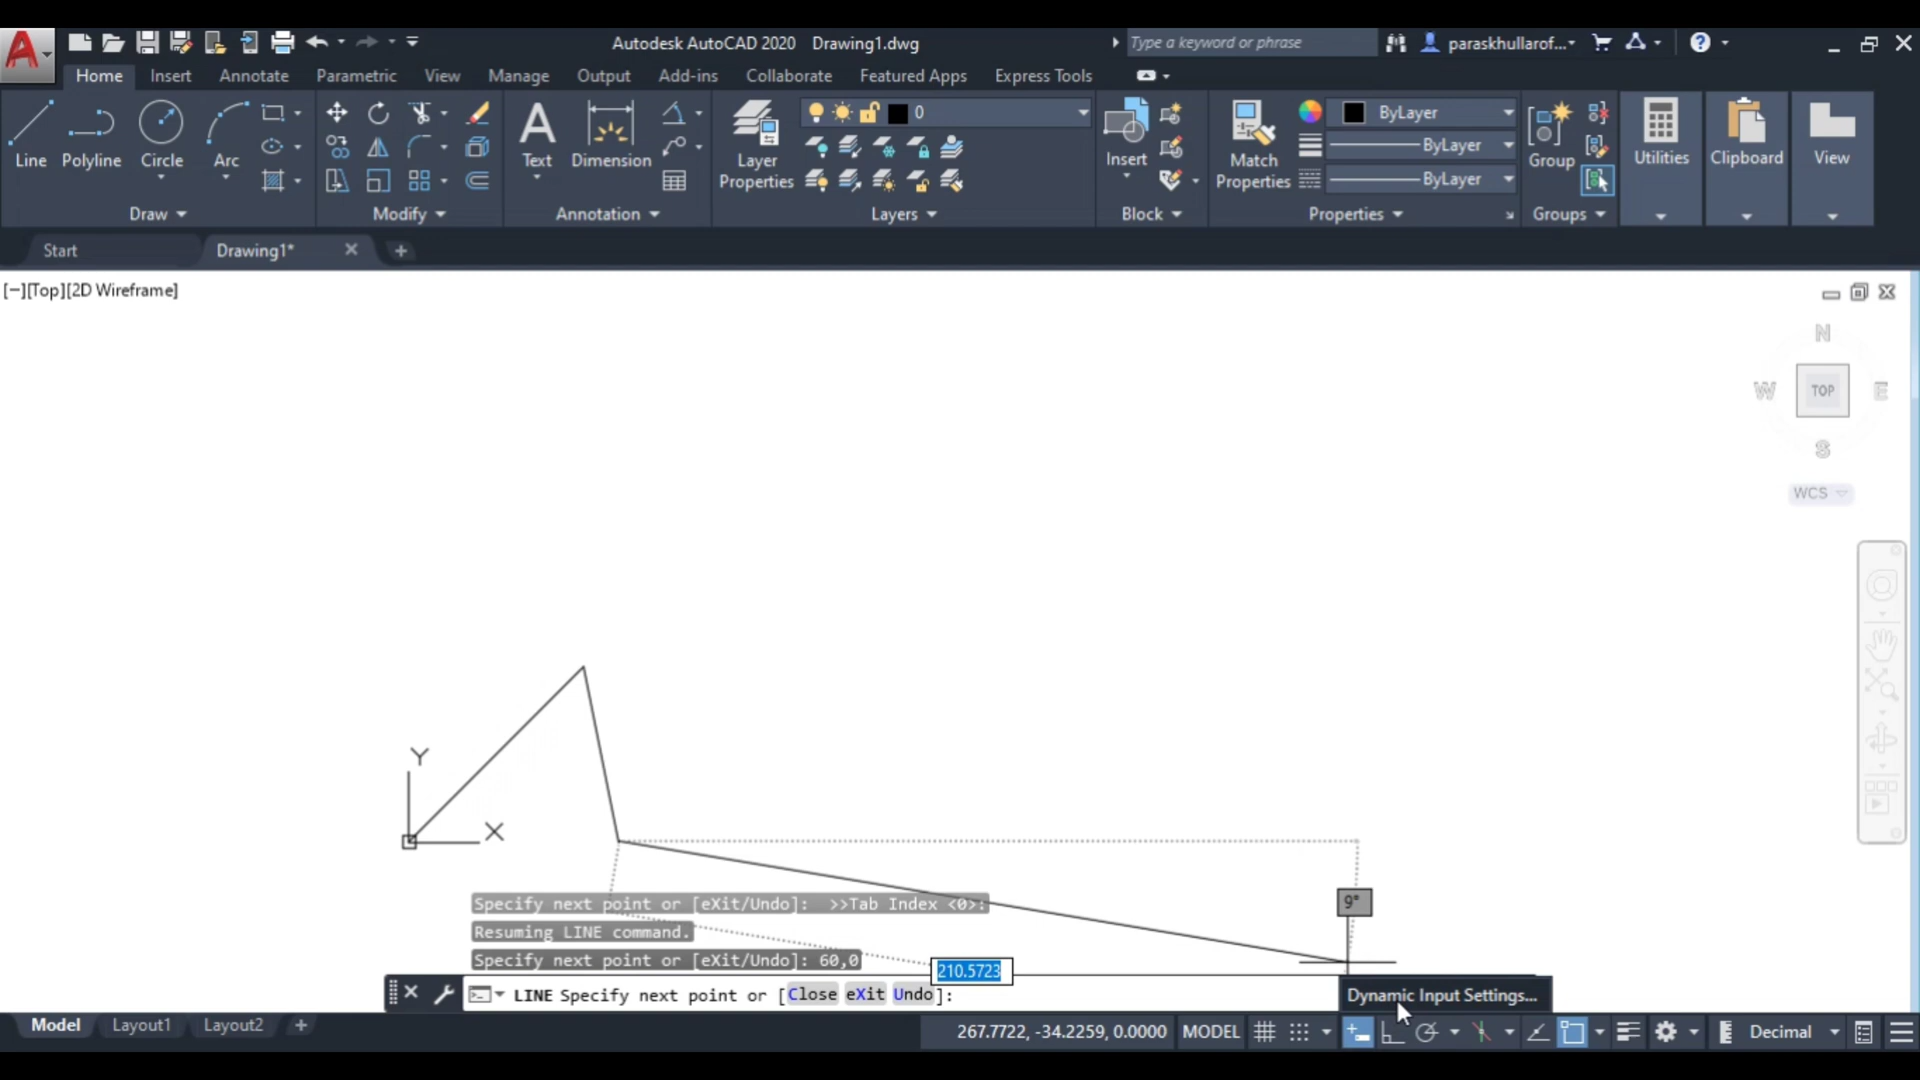 Autodesk AutoCAD 2020 Drawing1.dwg
Type a keyword or phrase
paraskhullarof...
Home Insert Annotate Parametric View Manage Output Add-ins Collaborate Featured Apps Express Tools
0
ByLayer
ByLayer
ByLayer
Line Polyline Circle Arc
Text Dimension
Layer Properties
Insert
Match Properties
Group
Utilities Clipboard View
Draw Modify Annotation Layers Block Properties Groups
Start Drawing1*
[−][Top][2D Wireframe]
N
W TOP E
S
WCS
Y
X
9°
Specify next point or [eXit/Undo]: >>Tab Index <0>:
Resuming LINE command.
Specify next point or [eXit/Undo]: 60,0
210.5723
LINE Specify next point or [Close eXit Undo]:
Dynamic Input Settings...
Model Layout1 Layout2
267.7722, -34.2259, 0.0000 MODEL
Decimal